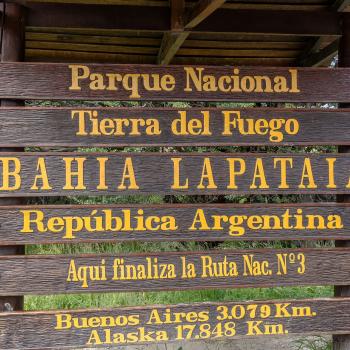 Parque Nacional
Tierra del Fuego
BAHIA LAPATAIA
República Argentina
Aqui finaliza la Ruta Nac. N°3
Buenos Aires 3.079 Km.
Alaska 17.848 Km.